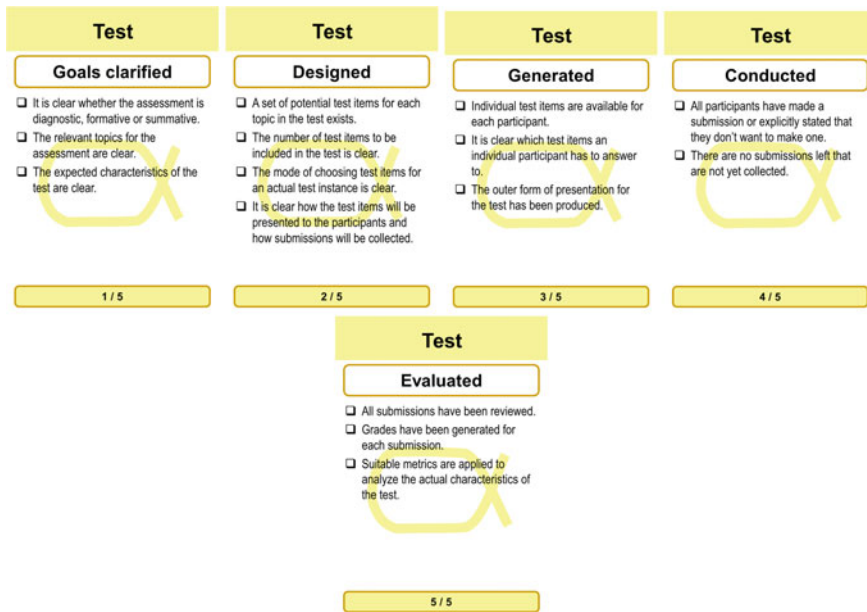 Test
Goals clarified
It is clear whether the assessment is
diagnostic, formative or summative.
The relevant topics for the
assessment are clear.
The expected characteristics of the
test are clear.
1 / 5
Test
Designed
A set of potential test items for each
topic in the test exists.
The number of test items to be
included in the test is clear.
The mode of choosing test items for
an actual test instance is clear.
It is clear how the test items will be
presented to the participants and
how submissions will be collected.
2 / 5
Test
Generated
Individual test items are available for
each participant.
It is clear which test items an
individual participant has to answer
to.
The outer form of presentation for
the test has been produced.
3 / 5
Test
Conducted
All participants have made a
submission or explicitly stated that
they don't want to make one.
There are no submissions left that
are not yet collected.
4 / 5
Test
Evaluated
All submissions have been reviewed.
Grades have been generated for
each submission.
Suitable metrics are applied to
analyze the actual characteristics of
the test.
5 / 5